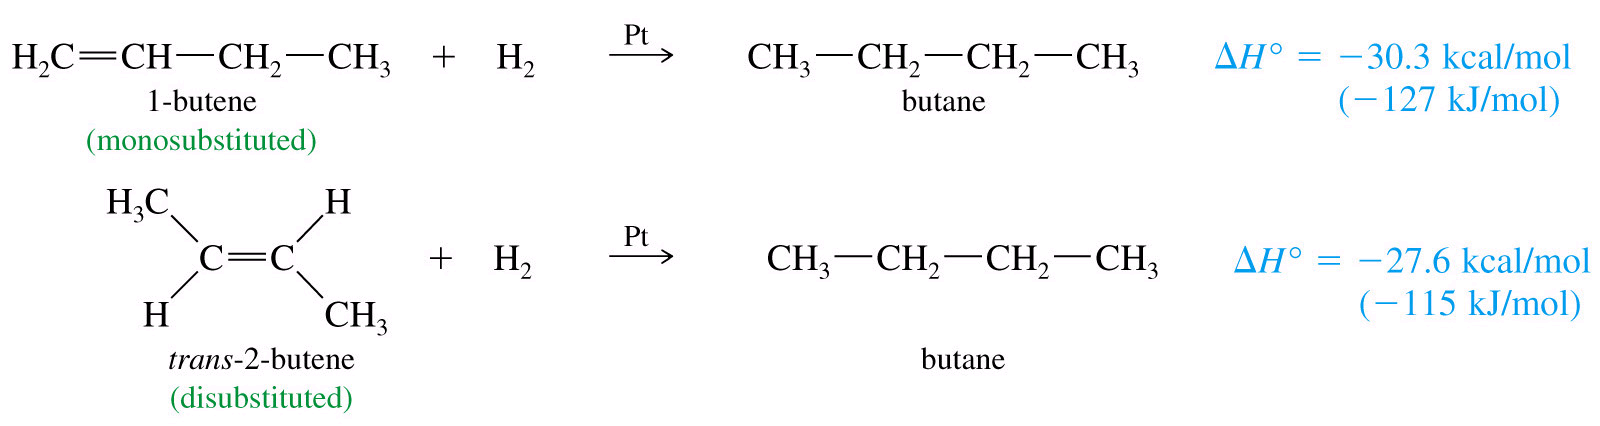 H₂C=CH—CH₂—CH₃ + H₂ Pt→ CH₃—CH₂—CH₂—CH₃ ΔH° = −30.3 kcal/mol
1-butene butane (−127 kJ/mol)
(monosubstituted)
H₃C H
C=C + H₂ Pt→ CH₃—CH₂—CH₂—CH₃ ΔH° = −27.6 kcal/mol
H CH₃ (−115 kJ/mol)
trans-2-butene butane
(disubstituted)